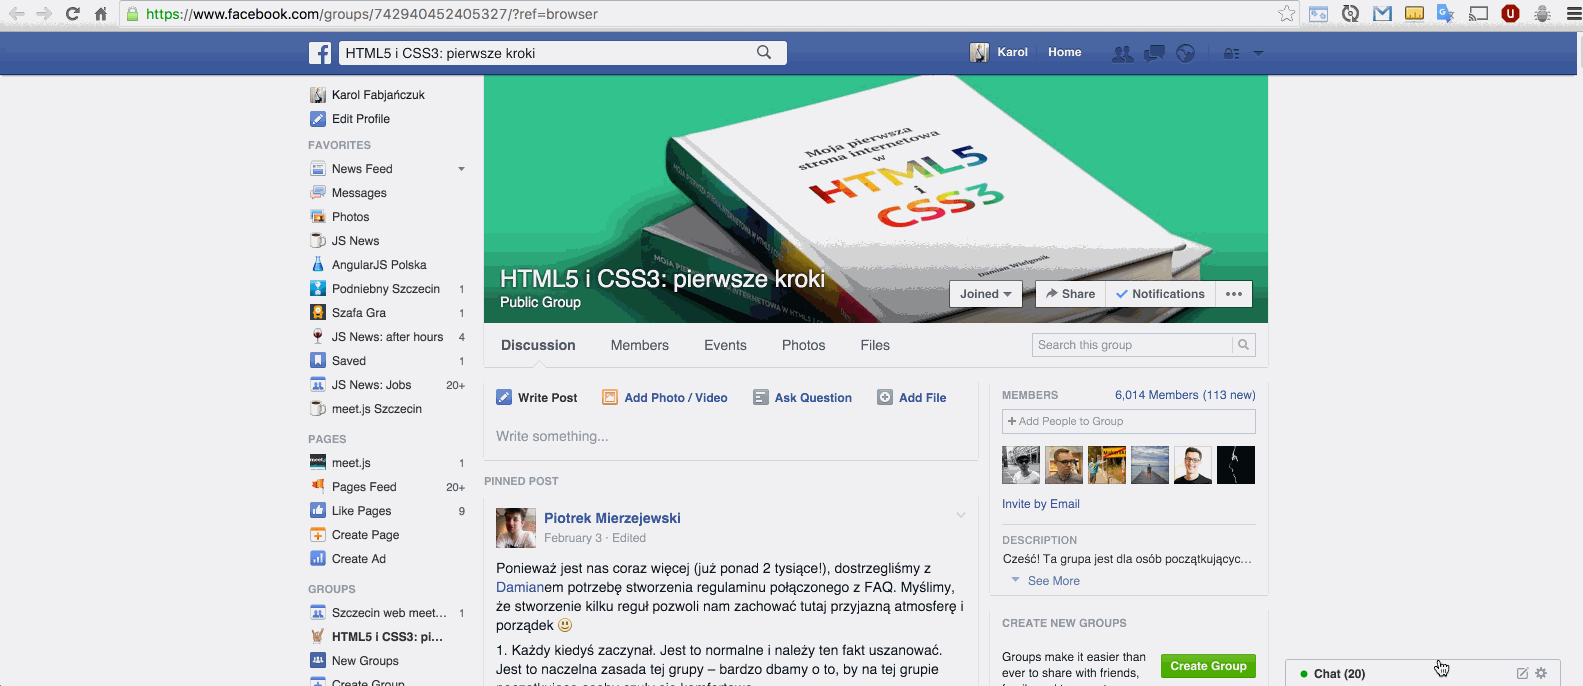 https://www.facebook.com/groups/742940452405327/?ref=browser
HTML5 i CSS3: pierwsze kroki
Karol
Home
Karol Fabjańczuk
Edit Profile
FAVORITES
News Feed
Messages
Photos
JS News
AngularJS Polska
Podniebny Szczecin 1
Szafa Gra 1
JS News: after hours 4
Saved 1
JS News: Jobs 20+
meet.js Szczecin
PAGES
meet.js 1
Pages Feed 20+
Like Pages 9
Create Page
Create Ad
GROUPS
Szczecin web meet... 1
HTML5 i CSS3: pi...
New Groups
Create Group
Moja pierwsza
strona internetowa
w
HTML5
i
CSS3
Damian Wielgosik
HTML5 i CSS3: pierwsze kroki
Public Group
Joined
Share
Notifications
Discussion
Members
Events
Photos
Files
Search this group
Write Post
Add Photo / Video
Ask Question
Add File
Write something...
PINNED POST
Piotrek Mierzejewski
February 3 · Edited
Ponieważ jest nas coraz więcej (już ponad 2 tysiące!), dostrzegliśmy z
Damianem potrzebę stworzenia regulaminu połączonego z FAQ. Myślimy,
że stworzenie kilku reguł pozwoli nam zachować tutaj przyjazną atmosferę i
porządek
1. Każdy kiedyś zaczynał. Jest to normalne i należy ten fakt uszanować.
Jest to naczelna zasada tej grupy – bardzo dbamy o to, by na tej grupie
MEMBERS
6,014 Members (113 new)
+ Add People to Group
Invite by Email
DESCRIPTION
Cześć! Ta grupa jest dla osób początkującyc...
See More
CREATE NEW GROUPS
Groups make it easier than
ever to share with friends,
Create Group
Chat (20)